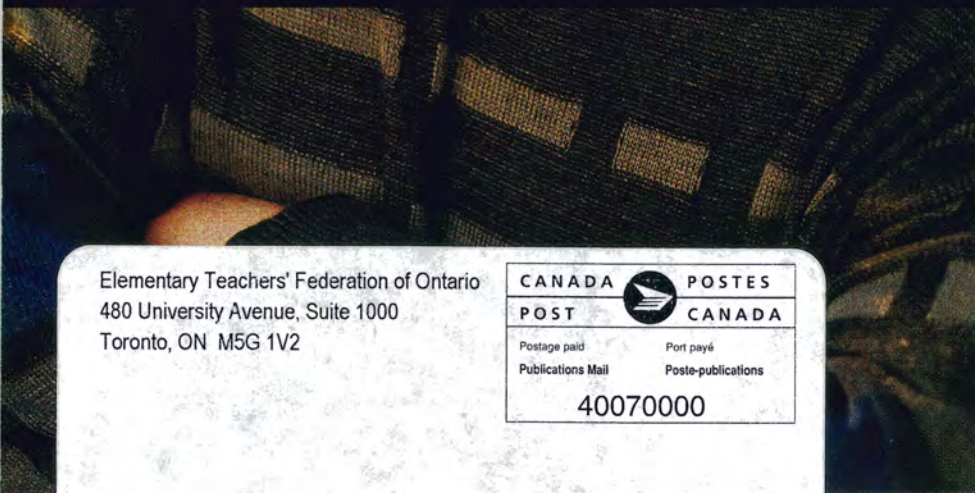 Elementary Teachers' Federation of Ontario
480 University Avenue, Suite 1000
Toronto, ON M5G 1V2
CANADA POSTES
POST CANADA
Postage paid Port payé
Publications Mail Poste-publications
40070000